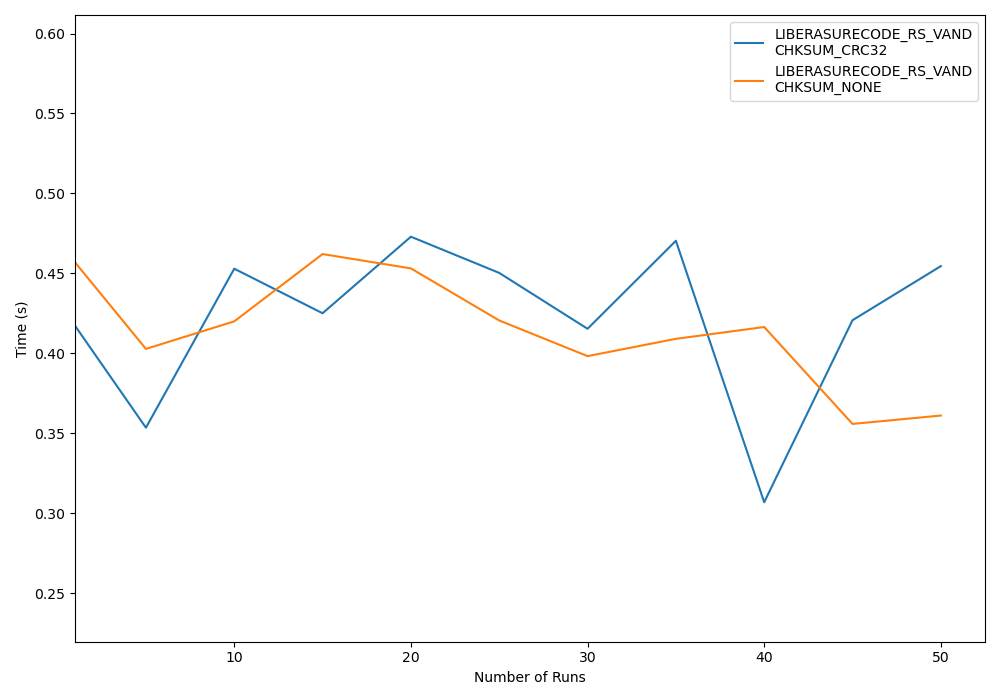 0.60
0.55
0.50
0.45
0.40
0.35
0.30
0.25
Time (s)
10
20
30
40
50
Number of Runs
LIBERASURECODE_RS_VAND
CHKSUM_CRC32
LIBERASURECODE_RS_VAND
CHKSUM_NONE